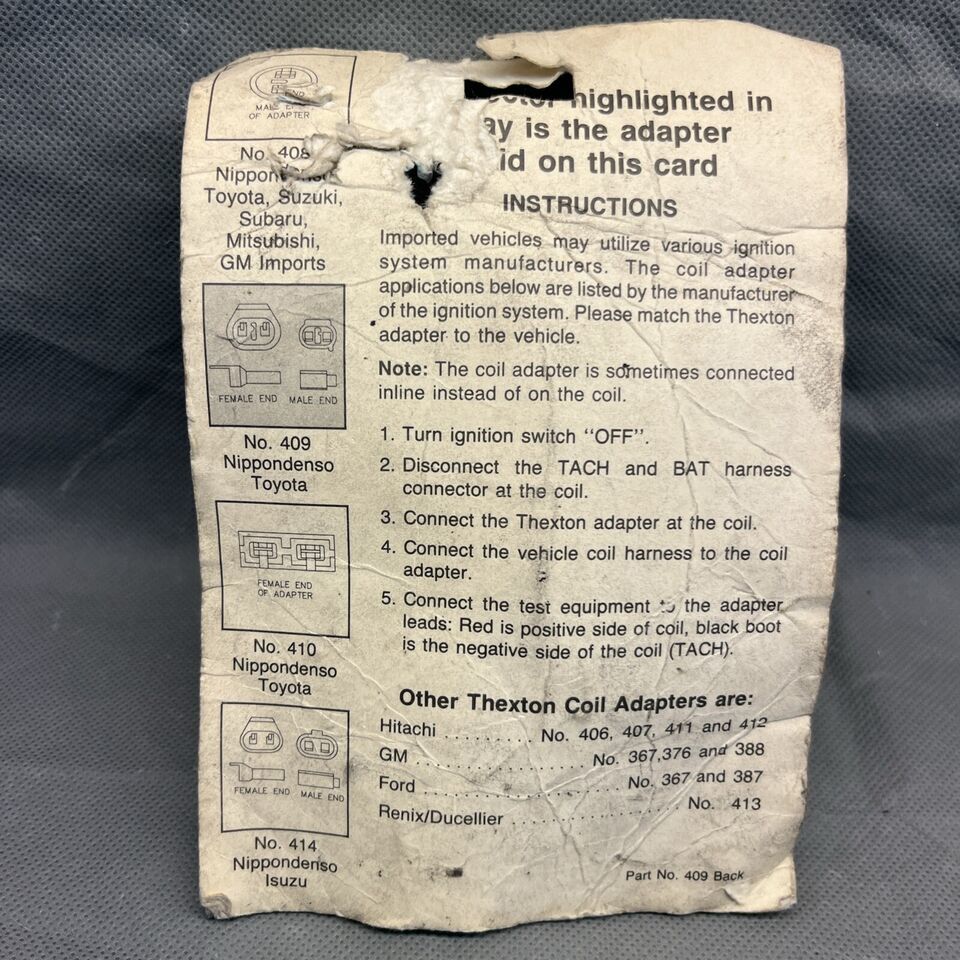 END
MALE END
OF ADAPTER
No. 408
Toyota, Suzuki,
Subaru,
Mitsubishi,
GM Imports
FEMALE END MALE END
No. 409
Nippondenso
Toyota
FEMALE END
OF ADAPTER
No. 410
Nippondenso
Toyota
FEMALE END MALE END
No. 414
Nippondenso
Isuzu
highlighted in
is the adapter
on this card
INSTRUCTIONS
Imported vehicles may utilize various ignition
system manufacturers. The coil adapter
applications below are listed by the manufacturer
of the ignition system. Please match the Thexton
adapter to the vehicle.
Note: The coil adapter is sometimes connected
inline instead of on the coil.
1. Turn ignition switch "OFF".
2. Disconnect the TACH and BAT harness
connector at the coil.
3. Connect the Thexton adapter at the coil.
4. Connect the vehicle coil harness to the coil
adapter.
5. Connect the test equipment to the adapter
leads: Red is positive side of coil, black boot
is the negative side of the coil (TACH).
Other Thexton Coil Adapters are:
Hitachi ........ No. 406, 407, 411 and 412
GM ................ No. 367,376 and 388
Ford .................... No. 367 and 387
Renix/Ducellier ................ No. 413
Part No. 409 Back